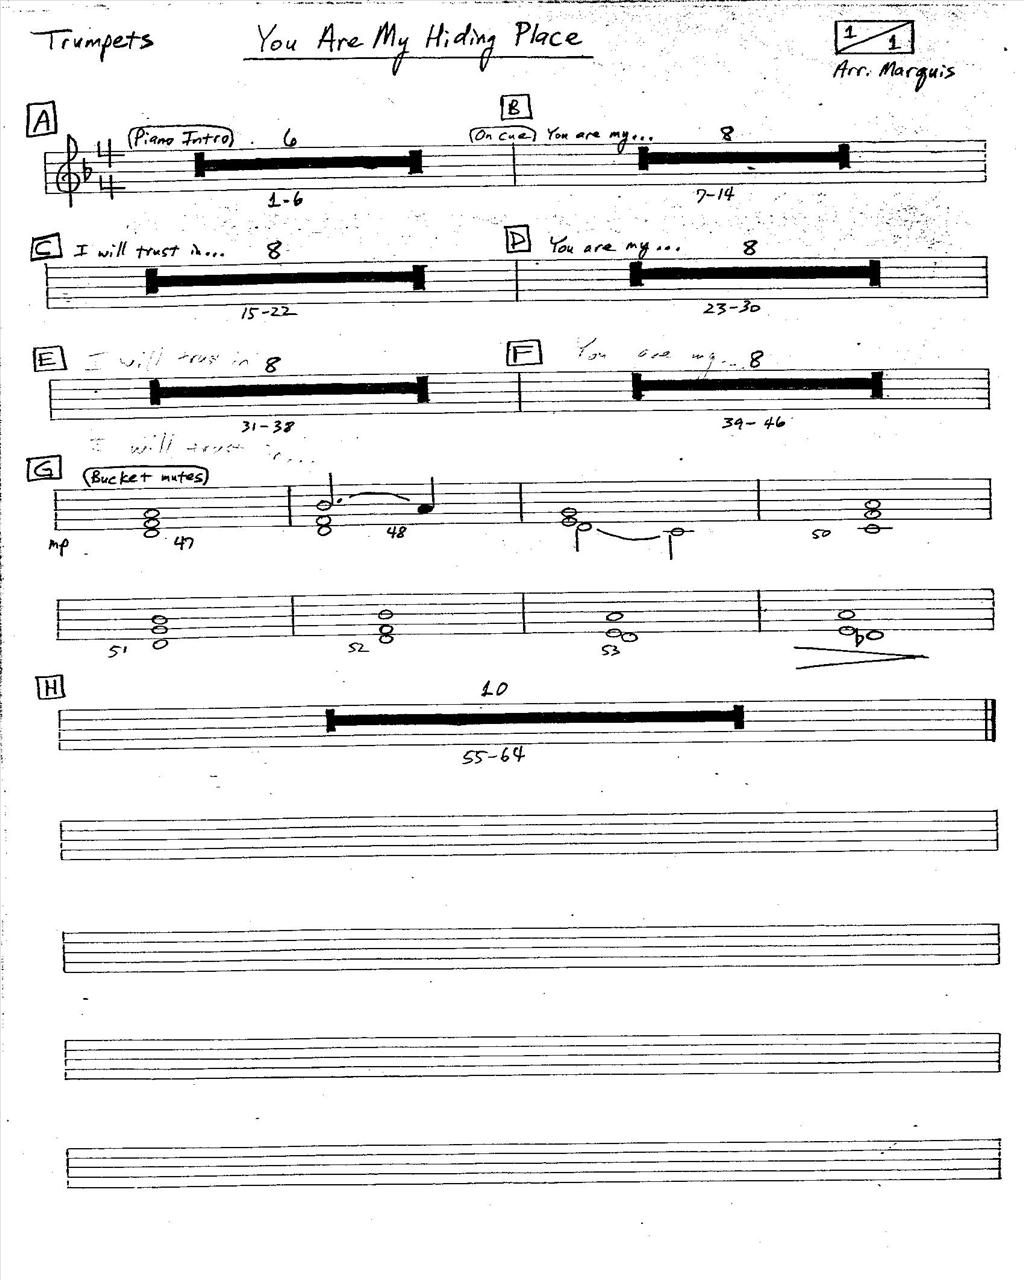 Trumpets You Are My Hiding Place 1/1
Arr. Marquis
A (Piano Intro) 6 B (On cue) You are my... 8
4/4
1-6 7-14
C I will trust in... 8 D You are my... 8
15-22 23-30
E I will trust in 8 F You are my... 8
31-38 39-46
I will trust in...
G (Bucket mutes)
mp 47 48 50
51 52 53
H 10
55-64